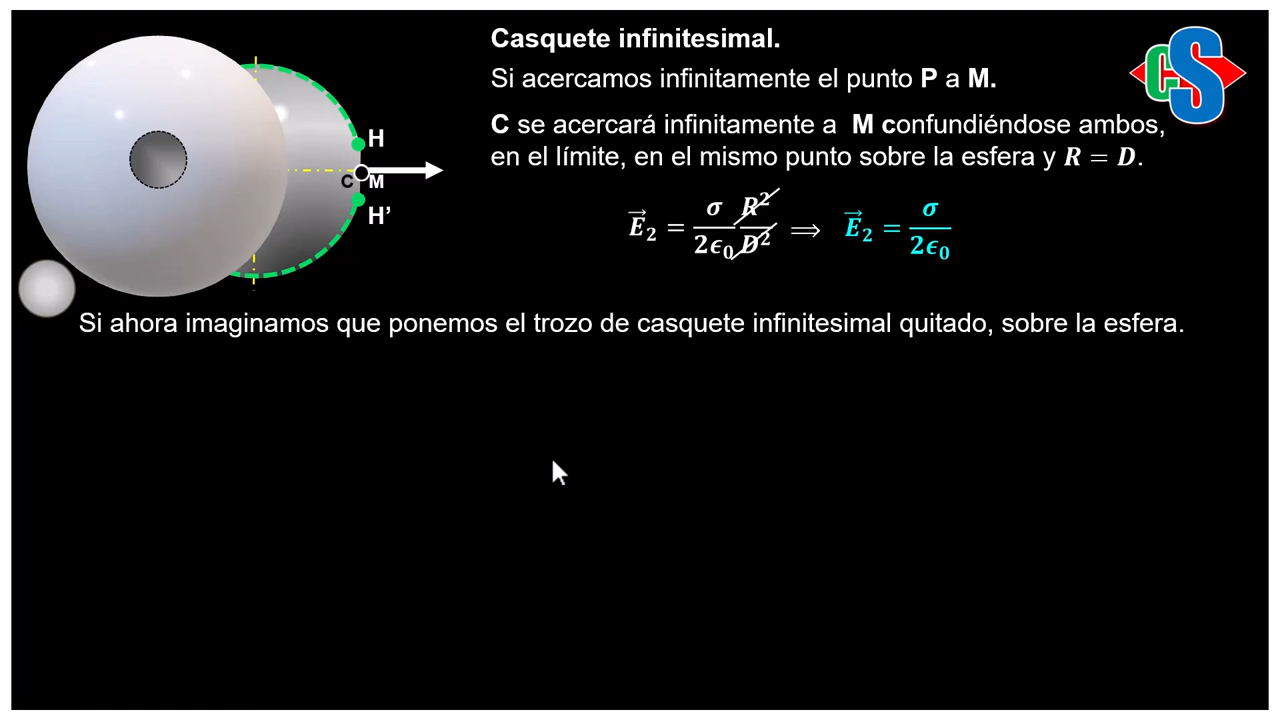 Casquete infinitesimal.
Si acercamos infinitamente el punto P a M.
C se acercará infinitamente a M confundiéndose ambos,
en el límite, en el mismo punto sobre la esfera y R = D.
H
C M
H’
E⃗₂ = σ/2ϵ₀ R²/D² ⟹ E⃗₂ = σ/2ϵ₀
Si ahora imaginamos que ponemos el trozo de casquete infinitesimal quitado, sobre la esfera.
CS